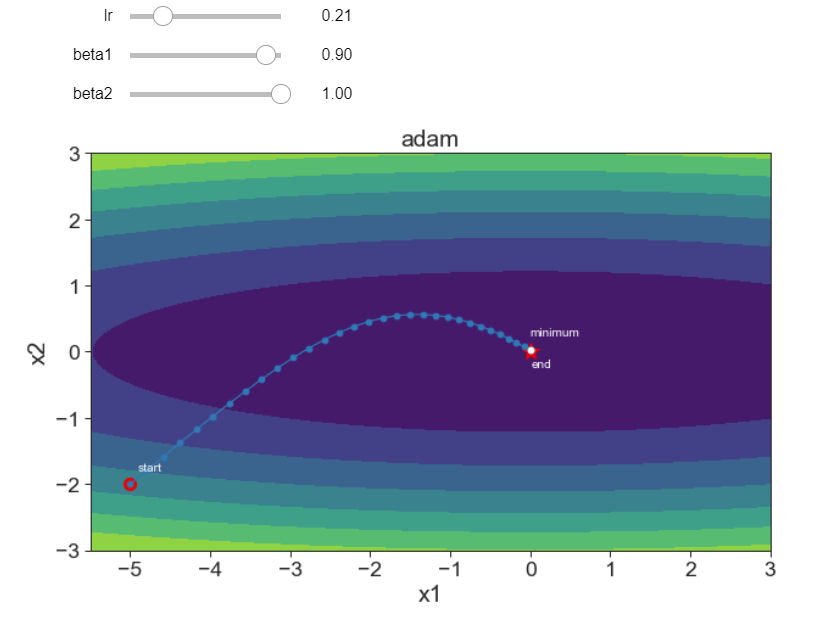 lr 0.21
beta1 0.90
beta2 1.00
adam
3
2
1
0
−1
−2
−3
x2
minimum
end
start
−5 −4 −3 −2 −1 0 1 2 3
x1